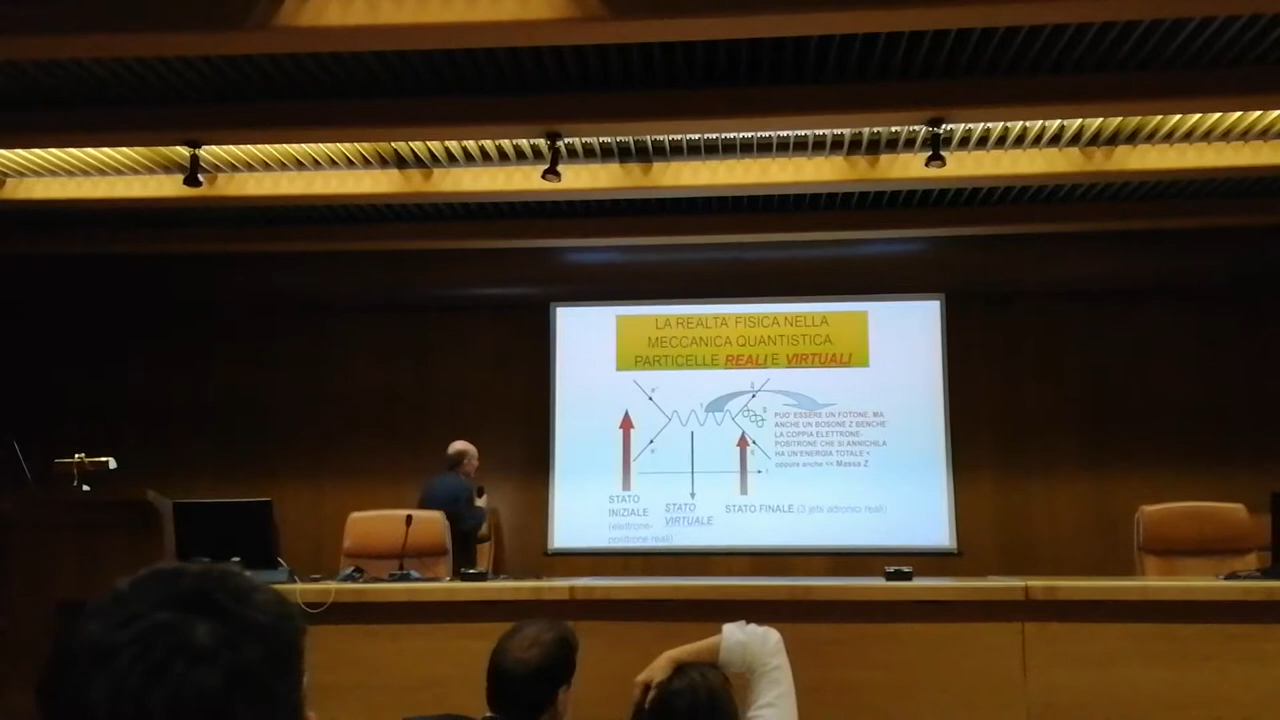 LA REALTA' FISICA NELLA
MECCANICA QUANTISTICA.
PARTICELLE REALI E VIRTUALI
PUO' ESSERE UN FOTONE, MA
ANCHE UN BOSONE Z BENCHE'
LA COPPIA ELETTRONE-
POSITRONE CHE SI ANNICHILA
HA UN'ENERGIA TOTALE <
oppure anche << Massa Z
STATO
INIZIALE
(elettrone-
positrone reali)
STATO
VIRTUALE
STATO FINALE (3 jets adronici reali)